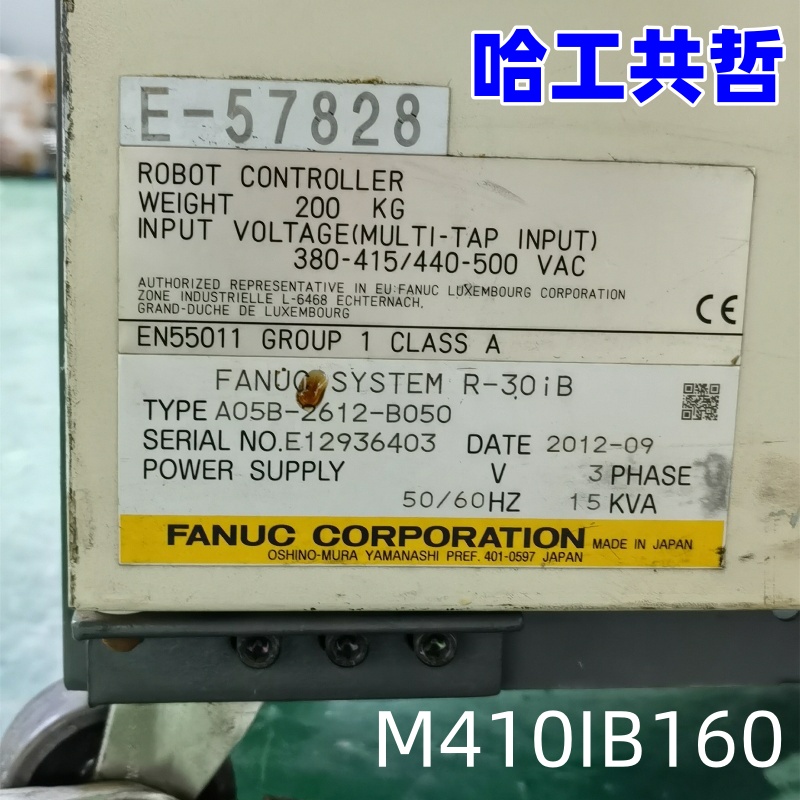 哈工共哲
E-57828
ROBOT CONTROLLER
WEIGHT 200 KG
INPUT VOLTAGE(MULTI-TAP INPUT)
380-415/440-500 VAC
AUTHORIZED REPRESENTATIVE IN EU:FANUC LUXEMBOURG CORPORATION
ZONE INDUSTRIELLE L-6468 ECHTERNACH,
GRAND-DUCHE DE LUXEMBOURG
CE
EN55011 GROUP 1 CLASS A
FANUC SYSTEM R-30iB
TYPE A05B-2612-B050
SERIAL NO.E12936403 DATE 2012-09
POWER SUPPLY V 3 PHASE
50/60HZ 15 KVA
FANUC CORPORATION MADE IN JAPAN
OSHINO-MURA YAMANASHI PREF. 401-0597 JAPAN
M410IB160